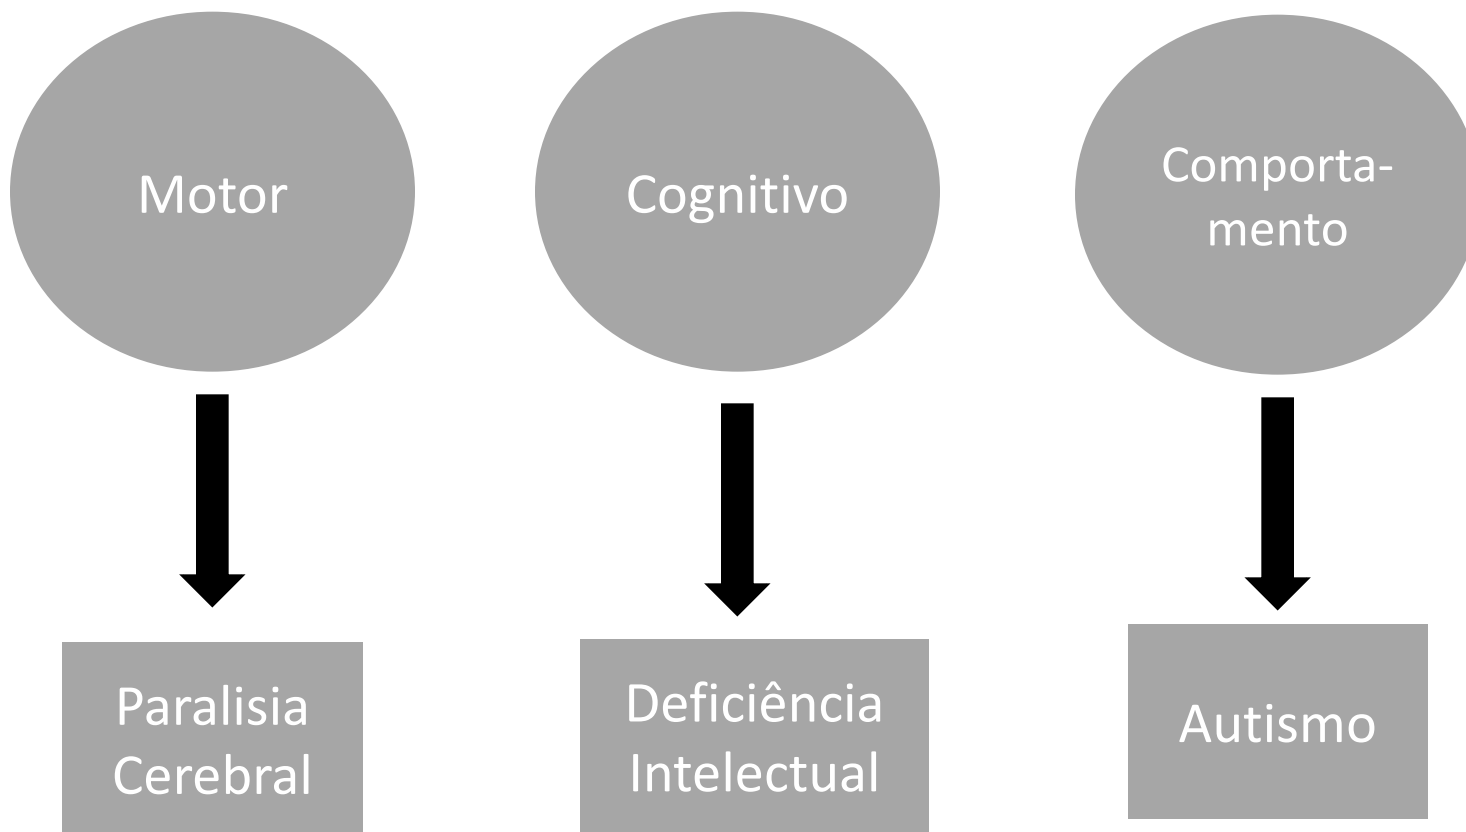 Motor
Cognitivo
Comporta-
mento
Paralisia
Cerebral
Deficiência
Intelectual
Autismo